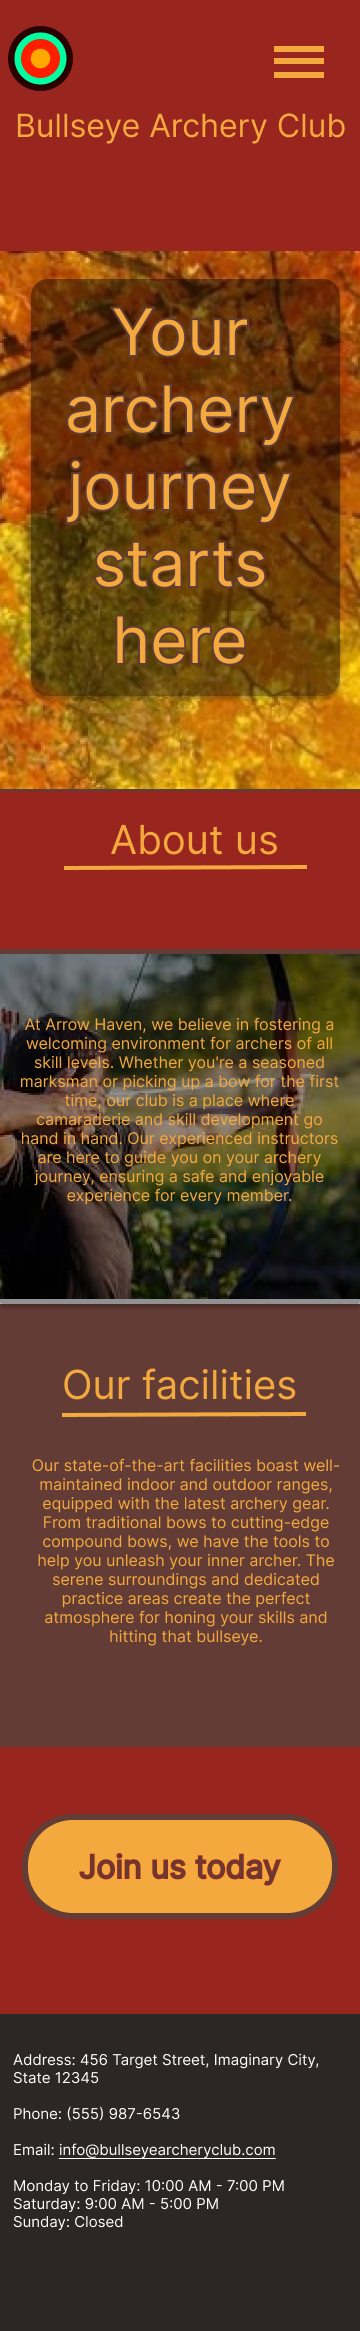 Bullseye Archery Club
Your
archery
journey
starts
here
About us
At Arrow Haven, we believe in fostering a
welcoming environment for archers of all
skill levels. Whether you're a seasoned
marksman or picking up a bow for the first
time, our club is a place where
camaraderie and skill development go
hand in hand. Our experienced instructors
are here to guide you on your archery
journey, ensuring a safe and enjoyable
experience for every member.
Our facilities
Our state-of-the-art facilities boast well-
maintained indoor and outdoor ranges,
equipped with the latest archery gear.
From traditional bows to cutting-edge
compound bows, we have the tools to
help you unleash your inner archer. The
serene surroundings and dedicated
practice areas create the perfect
atmosphere for honing your skills and
hitting that bullseye.
Join us today
Address: 456 Target Street, Imaginary City,
State 12345
Phone: (555) 987-6543
Email: info@bullseyearcheryclub.com
Monday to Friday: 10:00 AM - 7:00 PM
Saturday: 9:00 AM - 5:00 PM
Sunday: Closed